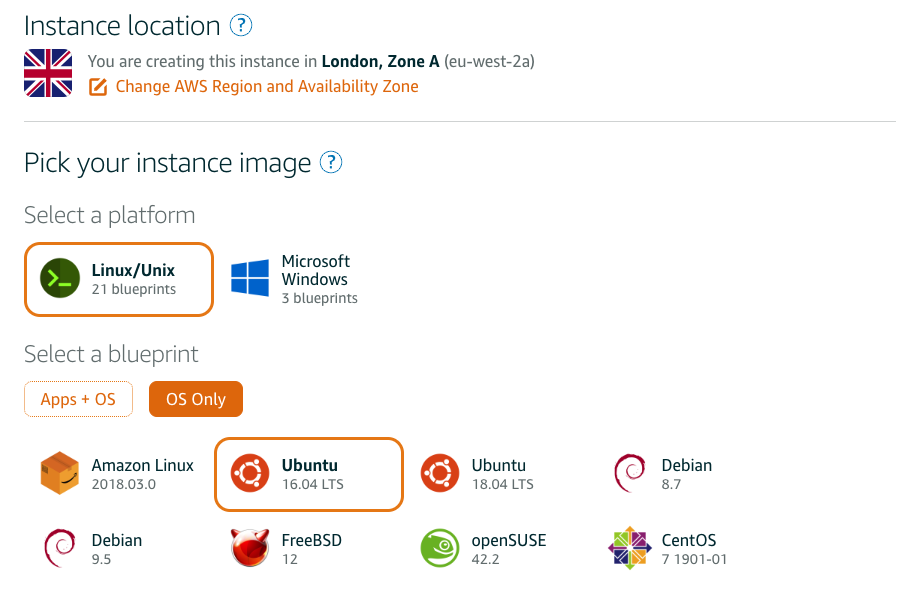 Instance location ?
You are creating this instance in London, Zone A (eu-west-2a)
Change AWS Region and Availability Zone
Pick your instance image ?
Select a platform
Linux/Unix
21 blueprints
Microsoft
Windows
3 blueprints
Select a blueprint
Apps + OS
OS Only
Amazon Linux
2018.03.0
Ubuntu
16.04 LTS
Ubuntu
18.04 LTS
Debian
8.7
Debian
9.5
FreeBSD
12
openSUSE
42.2
CentOS
7 1901-01